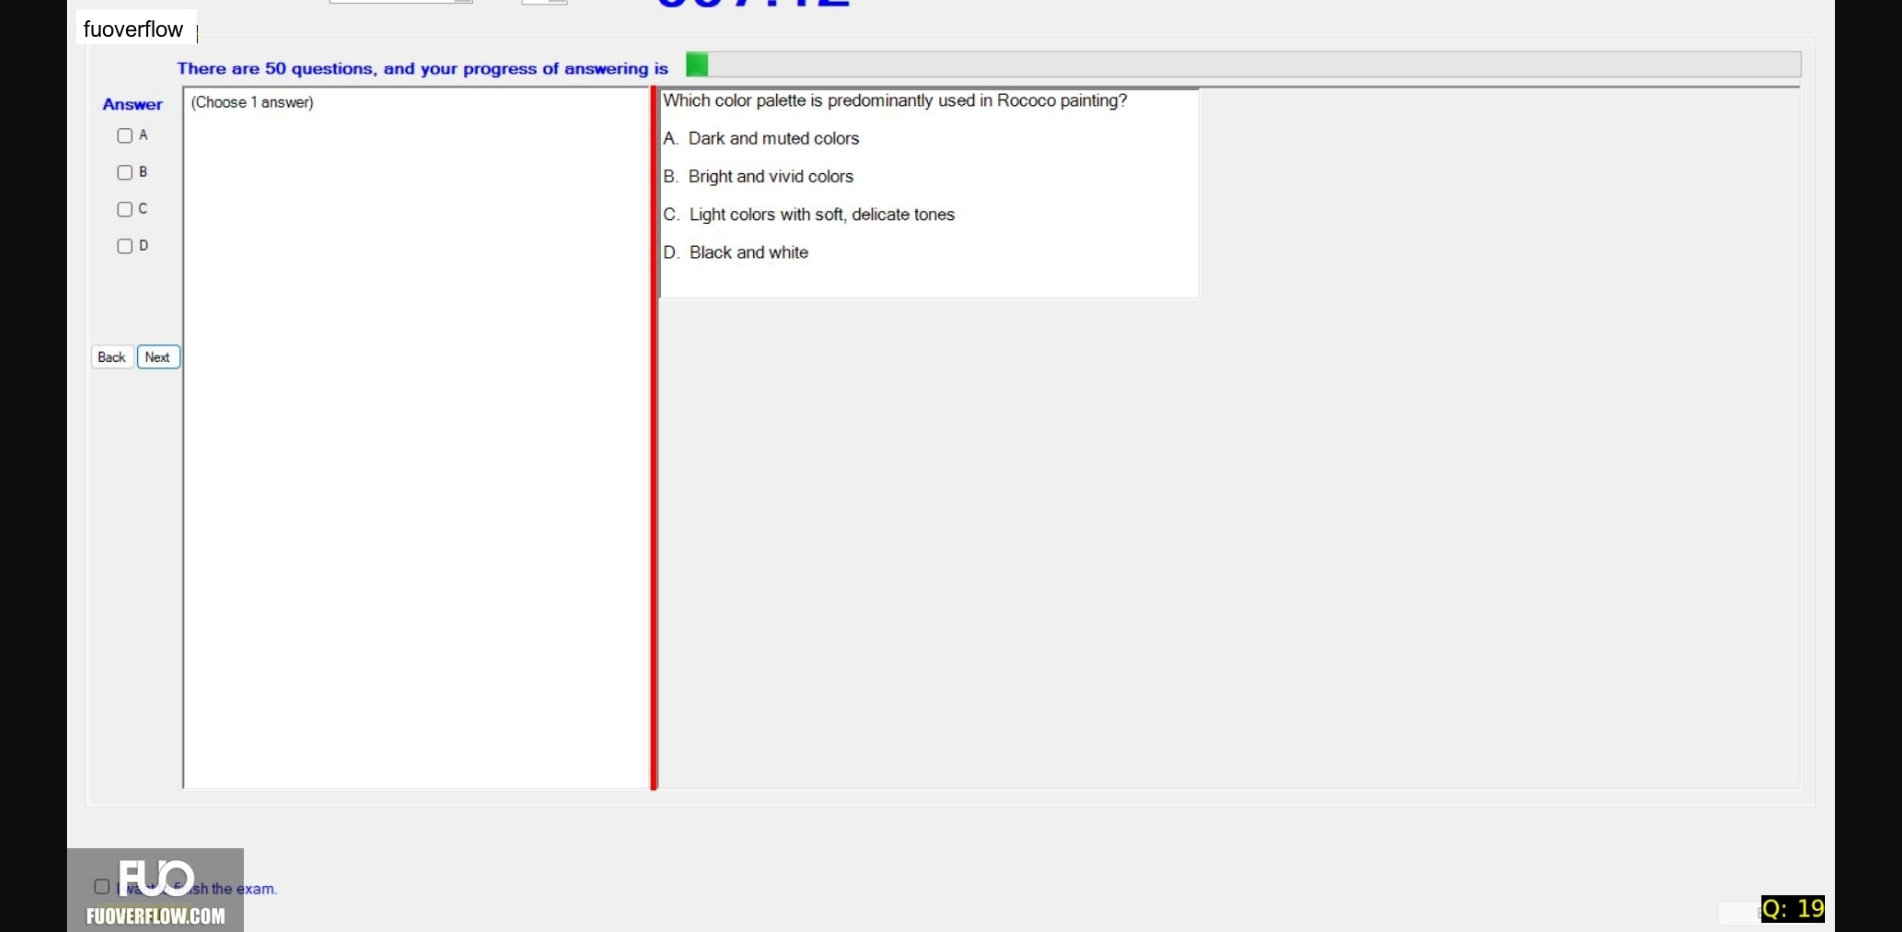 fuoverflow
There are 50 questions, and your progress of answering is
Answer
(Choose 1 answer)
A
B
C
D
Back
Next
Which color palette is predominantly used in Rococo painting?
A. Dark and muted colors
B. Bright and vivid colors
C. Light colors with soft, delicate tones
D. Black and white
FUO
sh the exam.
FUOVERFLOW.COM
Q: 19